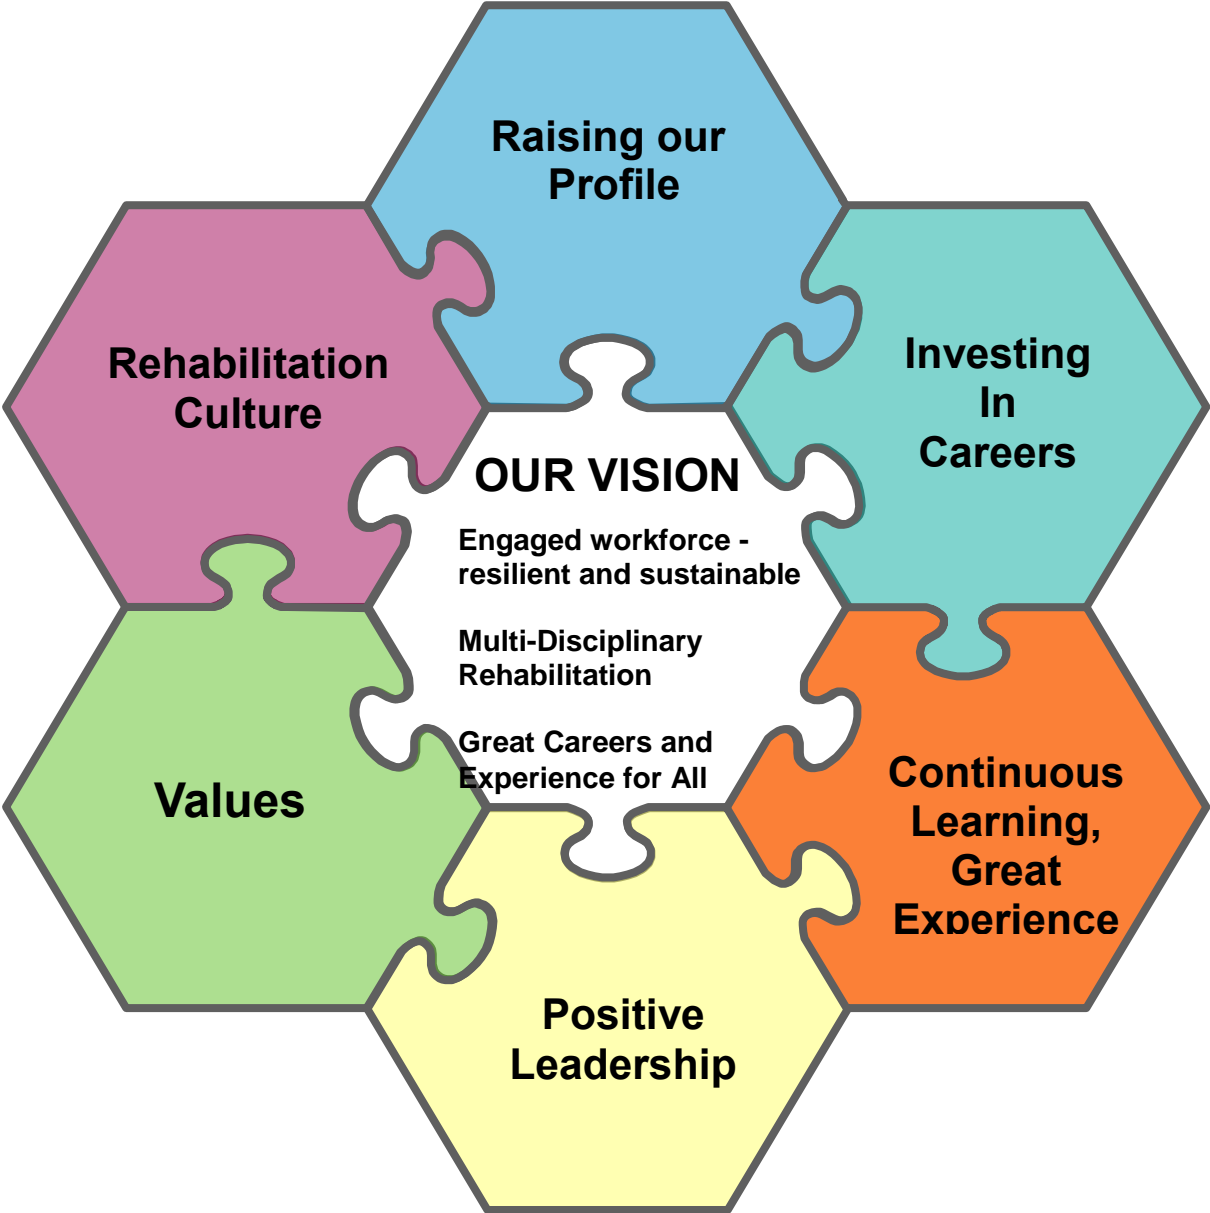 Raising our
Profile
Rehabilitation
Culture
Investing
In
Careers
OUR VISION
Engaged workforce -
resilient and sustainable
Multi-Disciplinary
Rehabilitation
Great Careers and
Experience for All
Values
Continuous
Learning,
Great
Experience
Positive
Leadership